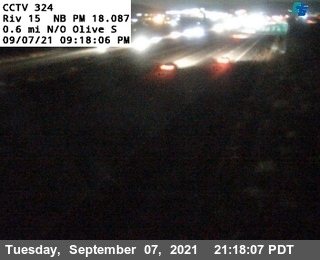 CCTV 324
Riv 15 NB PM 18.087
0.6 mi N/O Olive S
09/07/21 09:18:06 PM
Tuesday, September 07, 2021 21:18:07 PDT